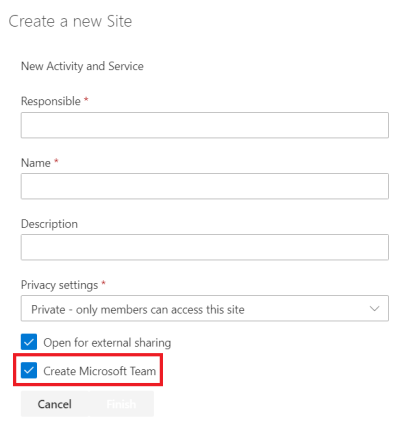 Create a new Site
New Activity and Service
Responsible *
Name *
Description
Privacy settings *
Private - only members can access this site
Open for external sharing
Create Microsoft Team
Cancel Finish